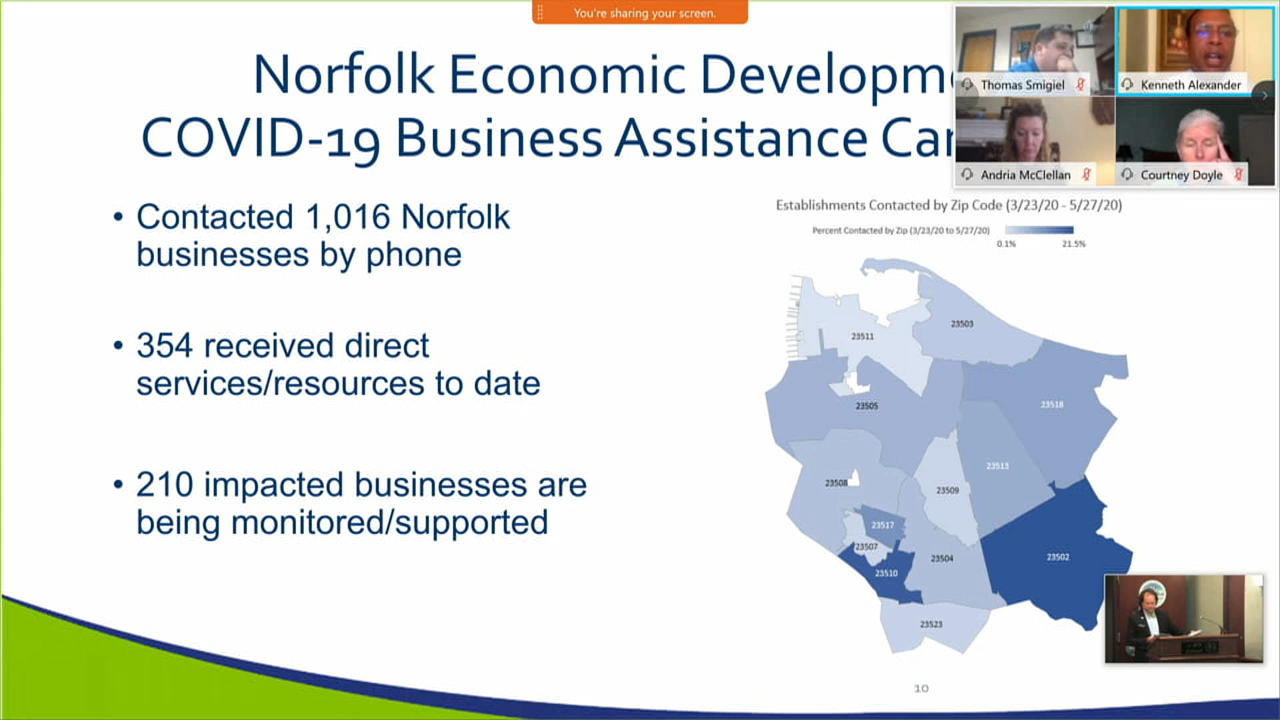 You're sharing your screen.
Norfolk Economic Developm
COVID-19 Business Assistance Ca
Thomas Smigiel
Kenneth Alexander
Andria McClellan
Courtney Doyle
• Contacted 1,016 Norfolk
businesses by phone
• 354 received direct
services/resources to date
• 210 impacted businesses are
being monitored/supported
Establishments Contacted by Zip Code (3/23/20 - 5/27/20)
Percent Contacted by Zip (3/23/20 to 5/27/20)
0.1%
21.5%
23503
23511
23505
23518
23513
23508
23509
23517
23507
23504
23502
23510
23523
10